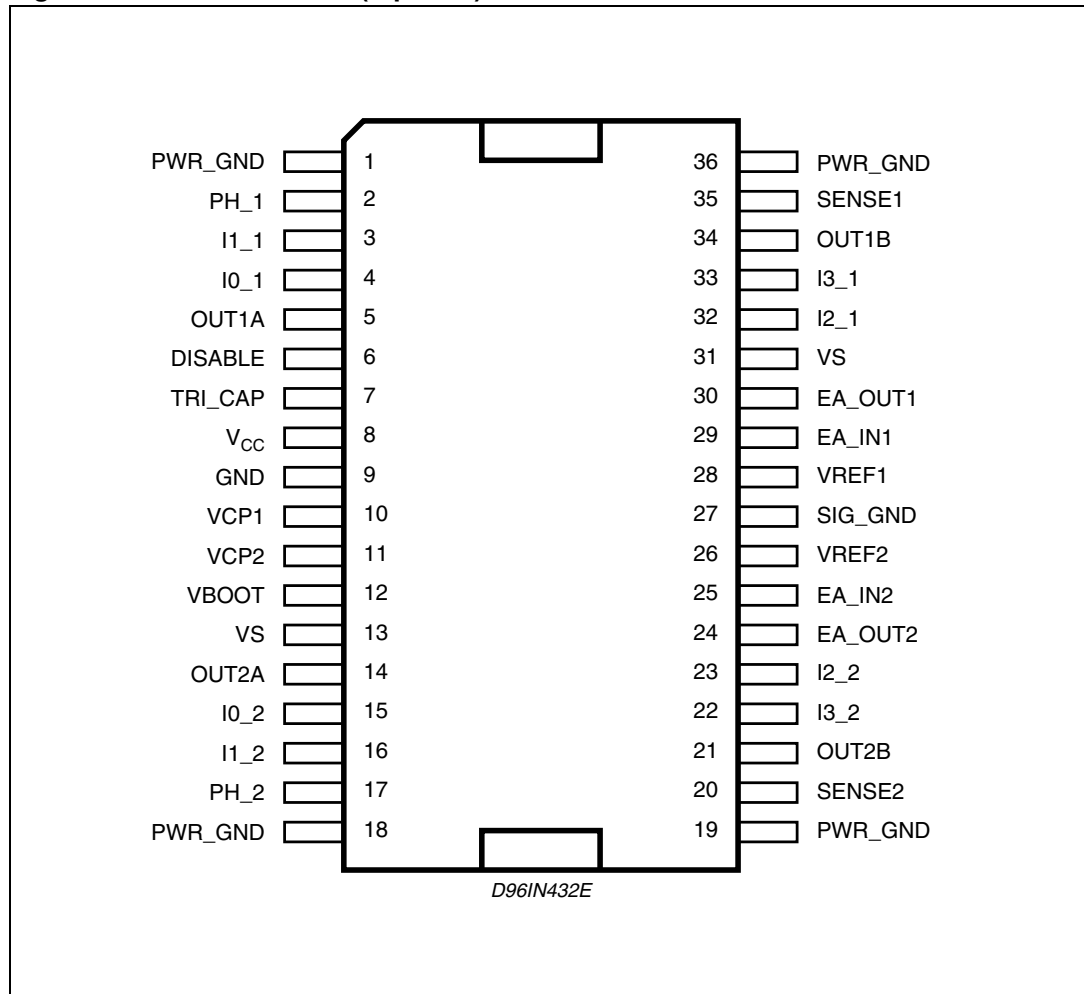 PWR_GND 1 36 PWR_GND
PH_1 2 35 SENSE1
I1_1 3 34 OUT1B
I0_1 4 33 I3_1
OUT1A 5 32 I2_1
DISABLE 6 31 VS
TRI_CAP 7 30 EA_OUT1
VCC 8 29 EA_IN1
GND 9 28 VREF1
VCP1 10 27 SIG_GND
VCP2 11 26 VREF2
VBOOT 12 25 EA_IN2
VS 13 24 EA_OUT2
OUT2A 14 23 I2_2
I0_2 15 22 I3_2
I1_2 16 21 OUT2B
PH_2 17 20 SENSE2
PWR_GND 18 19 PWR_GND
D96IN432E